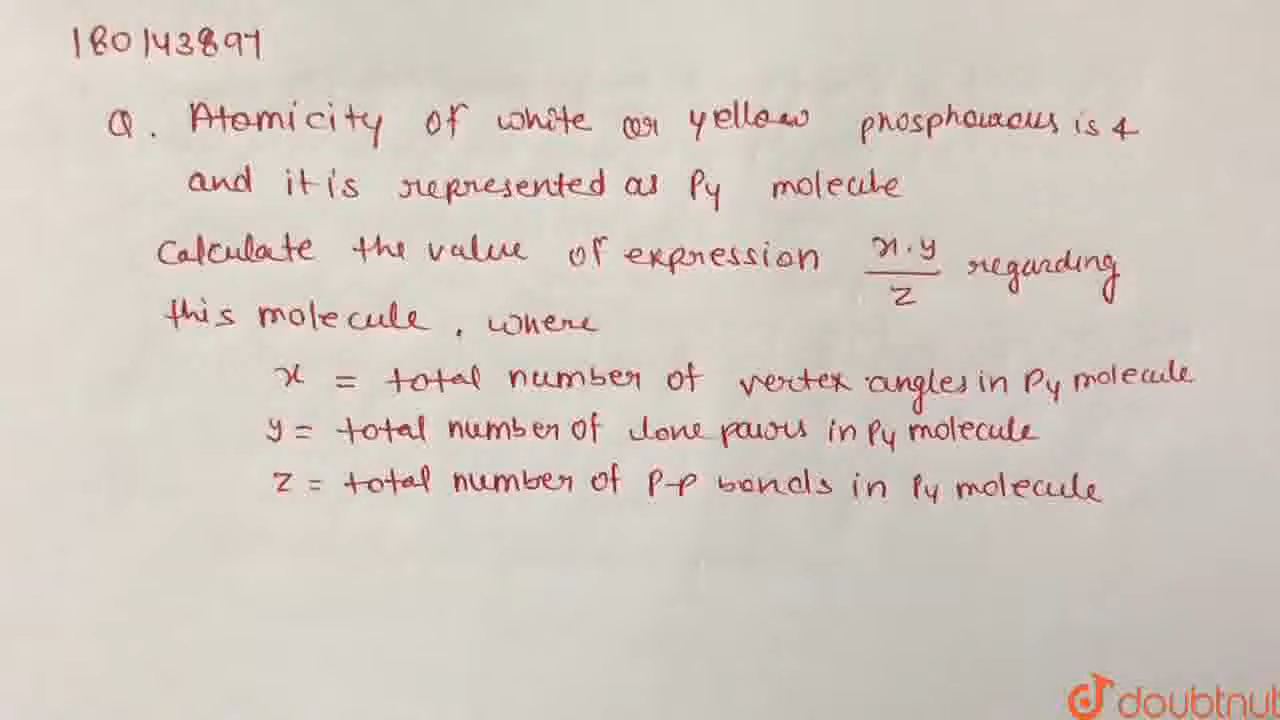 180143897
Q. Atomicity of white or yellow phosphorous is 4
and it is represented as P4 molecule
Calculate the value of expression x.y/z regarding
this molecule, where
x = total number of vertex angles in P4 molecule
y = total number of lone pairs in P4 molecule
z = total number of P-P bonds in P4 molecule
doubtnut